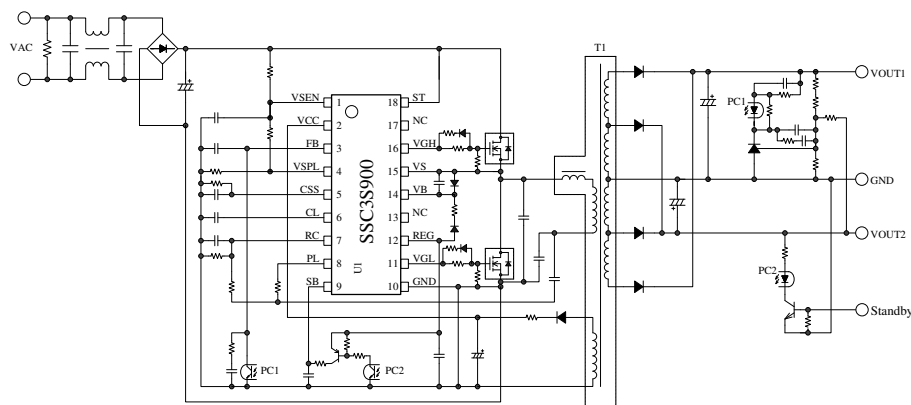 T1
VAC
VOUT1
PC1
VSEN 1 18 ST
VCC 2 17 NC
FB 3 16 VGH
VSPL 4 15 VS
CSS 5 14 VB
CL 6 13 NC
RC 7 12 REG
PL 8 11 VGL
SB 9 10 GND
SSC3S900
U1
GND
VOUT2
PC2
Standby
PC1
PC2